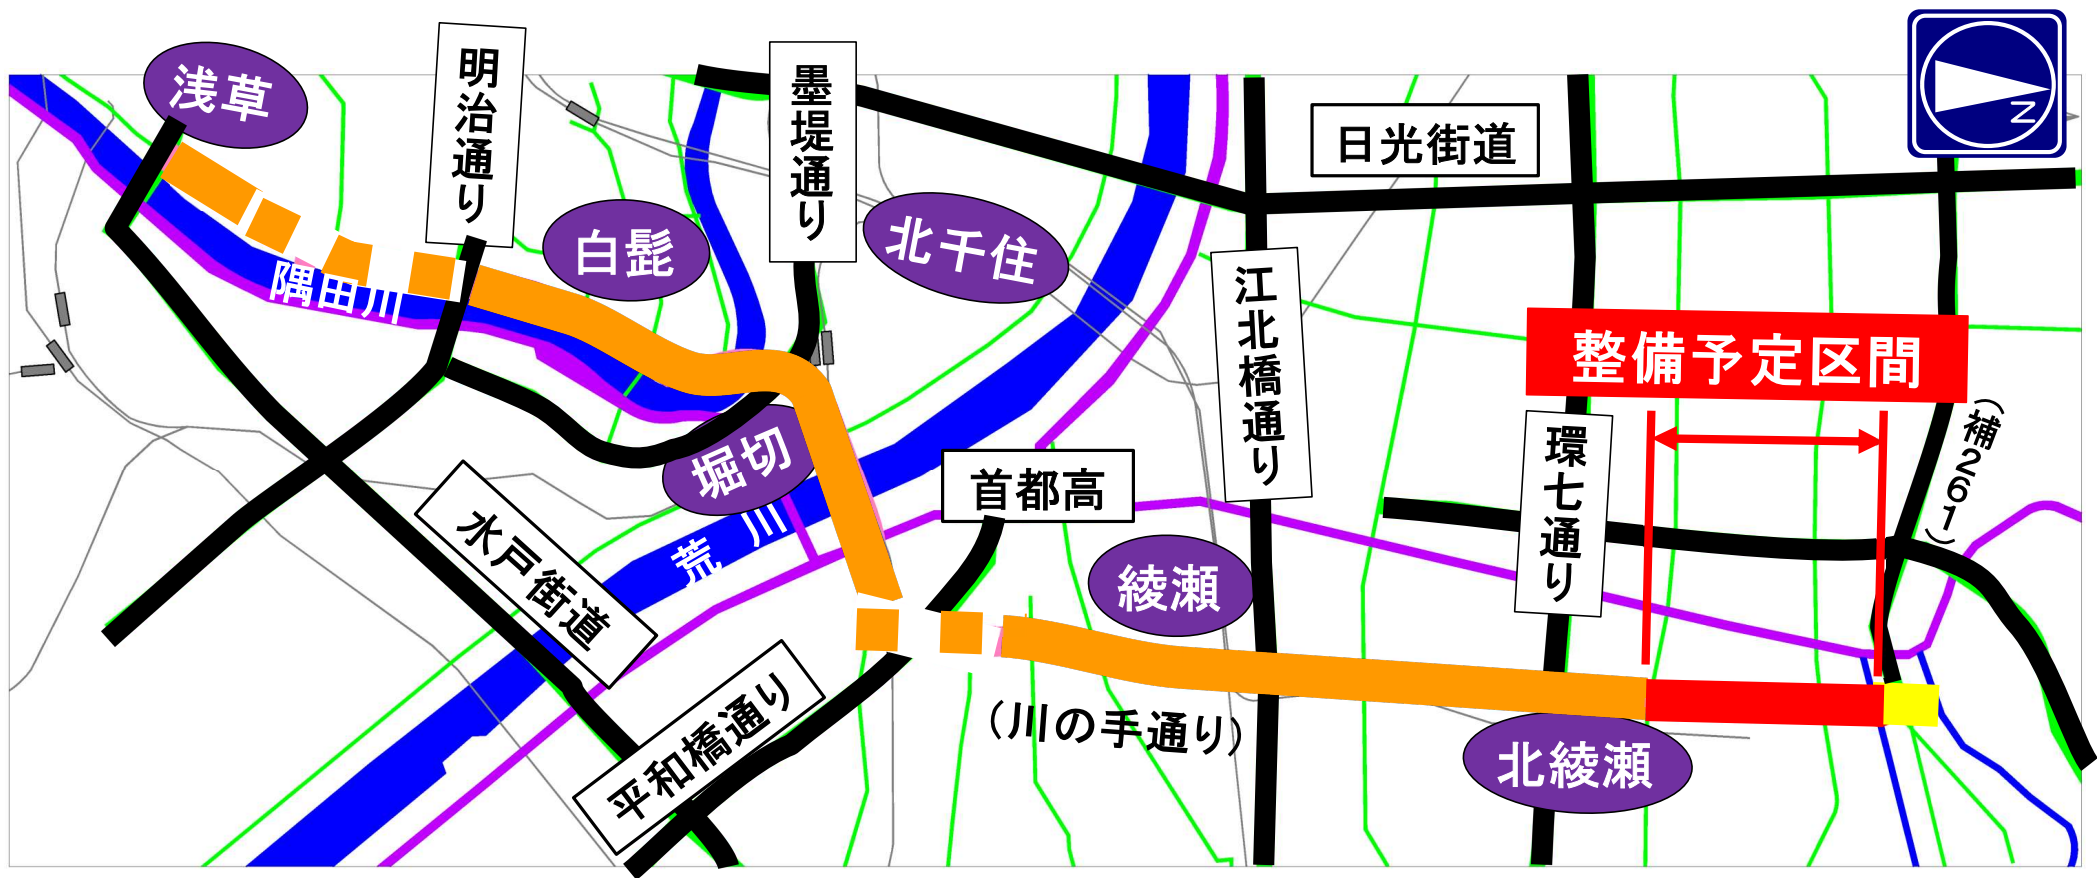 浅草
明治通り
墨堤通り
日光街道
N
白髭
北千住
隅田川
江北橋通り
整備予定区間
(補261)
環七通り
堀切
首都高
荒川
水戸街道
綾瀬
平和橋通り
(川の手通り)
北綾瀬